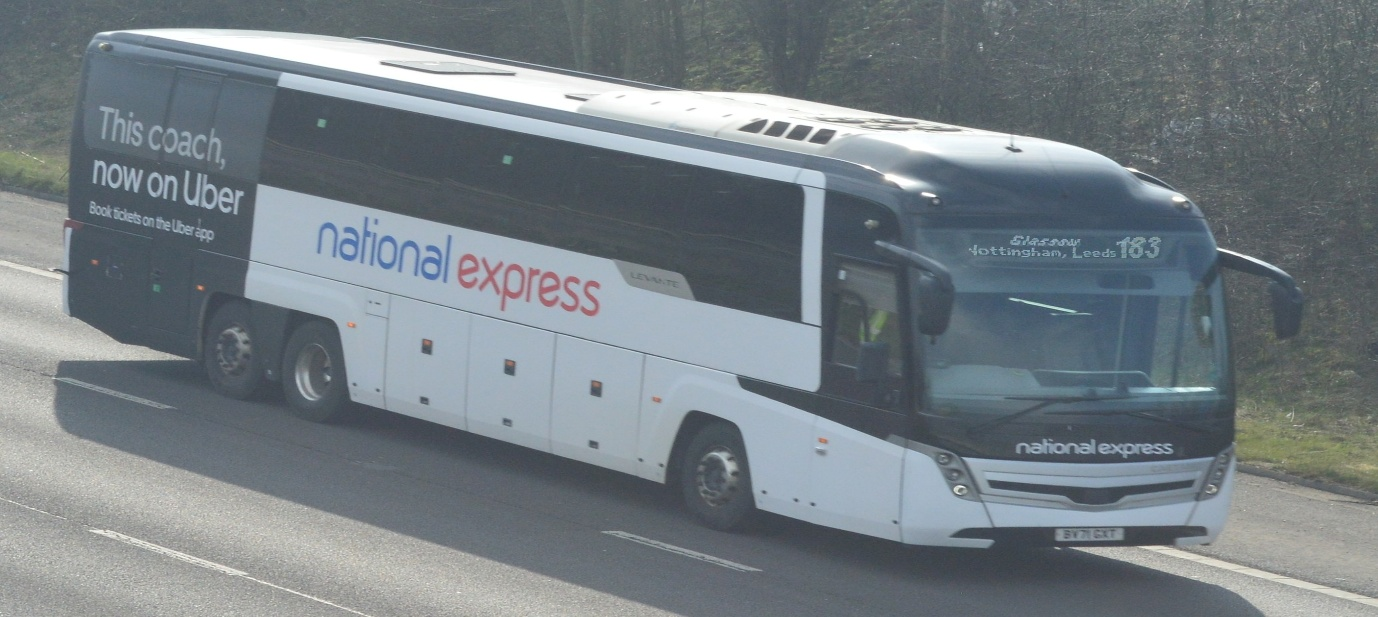 This coach,
now on Uber
Book tickets on the Uber app
national express
LEVANTE
Glasgow
Nottingham, Leeds 183
national express
BV71 GXT